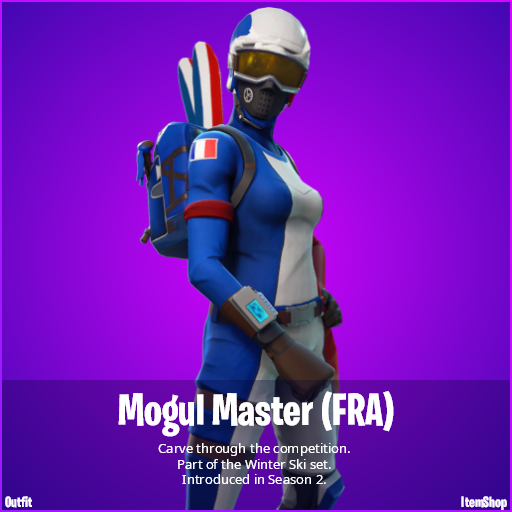 Mogul Master (FRA)
Carve through the competition.
Part of the Winter Ski set.
Introduced in Season 2.
Outfit
ItemShop